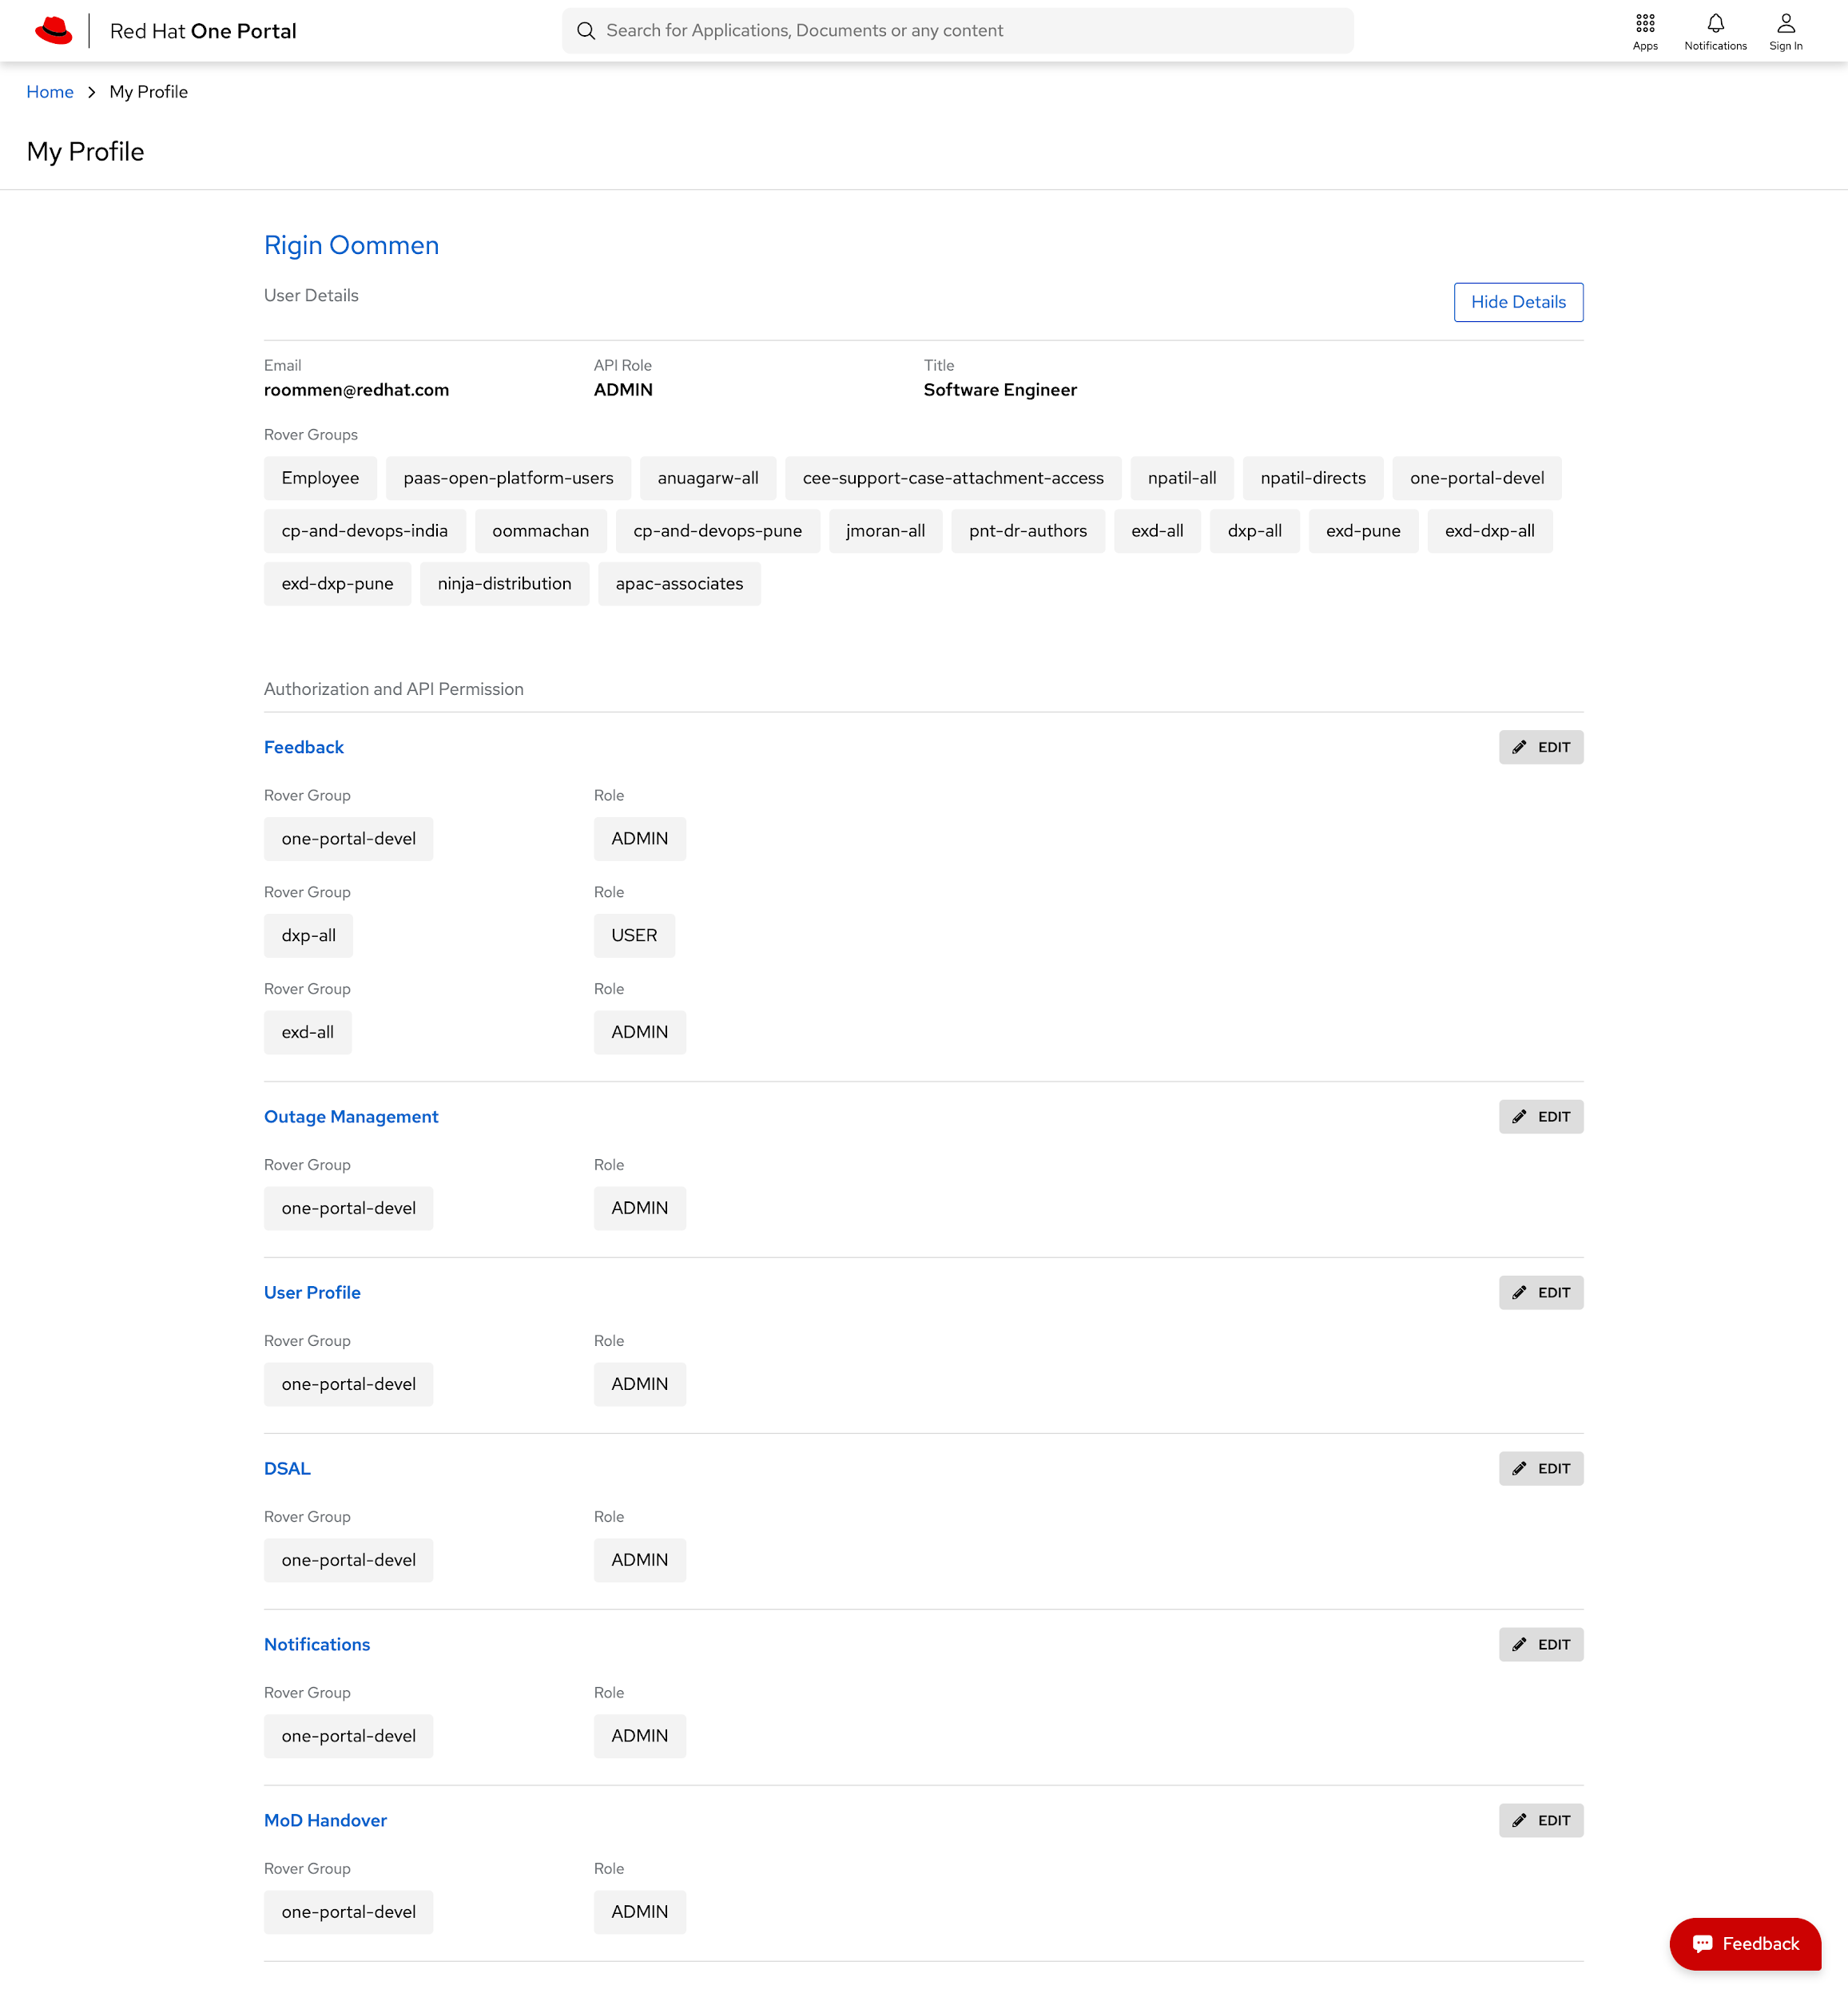 Red Hat One Portal
Search for Applications, Documents or any content
Apps
Notifications
Sign In
Home > My Profile
My Profile
Rigin Oommen
User Details
Hide Details
Email API Role Title
roommen@redhat.com ADMIN Software Engineer
Rover Groups
Employee paas-open-platform-users anuagarw-all cee-support-case-attachment-access npatil-all npatil-directs one-portal-devel
cp-and-devops-india oommachan cp-and-devops-pune jmoran-all pnt-dr-authors exd-all dxp-all exd-pune exd-dxp-all
exd-dxp-pune ninja-distribution apac-associates
Authorization and API Permission
Feedback EDIT
Rover Group Role
one-portal-devel ADMIN
Rover Group Role
dxp-all USER
Rover Group Role
exd-all ADMIN
Outage Management EDIT
Rover Group Role
one-portal-devel ADMIN
User Profile EDIT
Rover Group Role
one-portal-devel ADMIN
DSAL EDIT
Rover Group Role
one-portal-devel ADMIN
Notifications EDIT
Rover Group Role
one-portal-devel ADMIN
MoD Handover EDIT
Rover Group Role
one-portal-devel ADMIN
Feedback